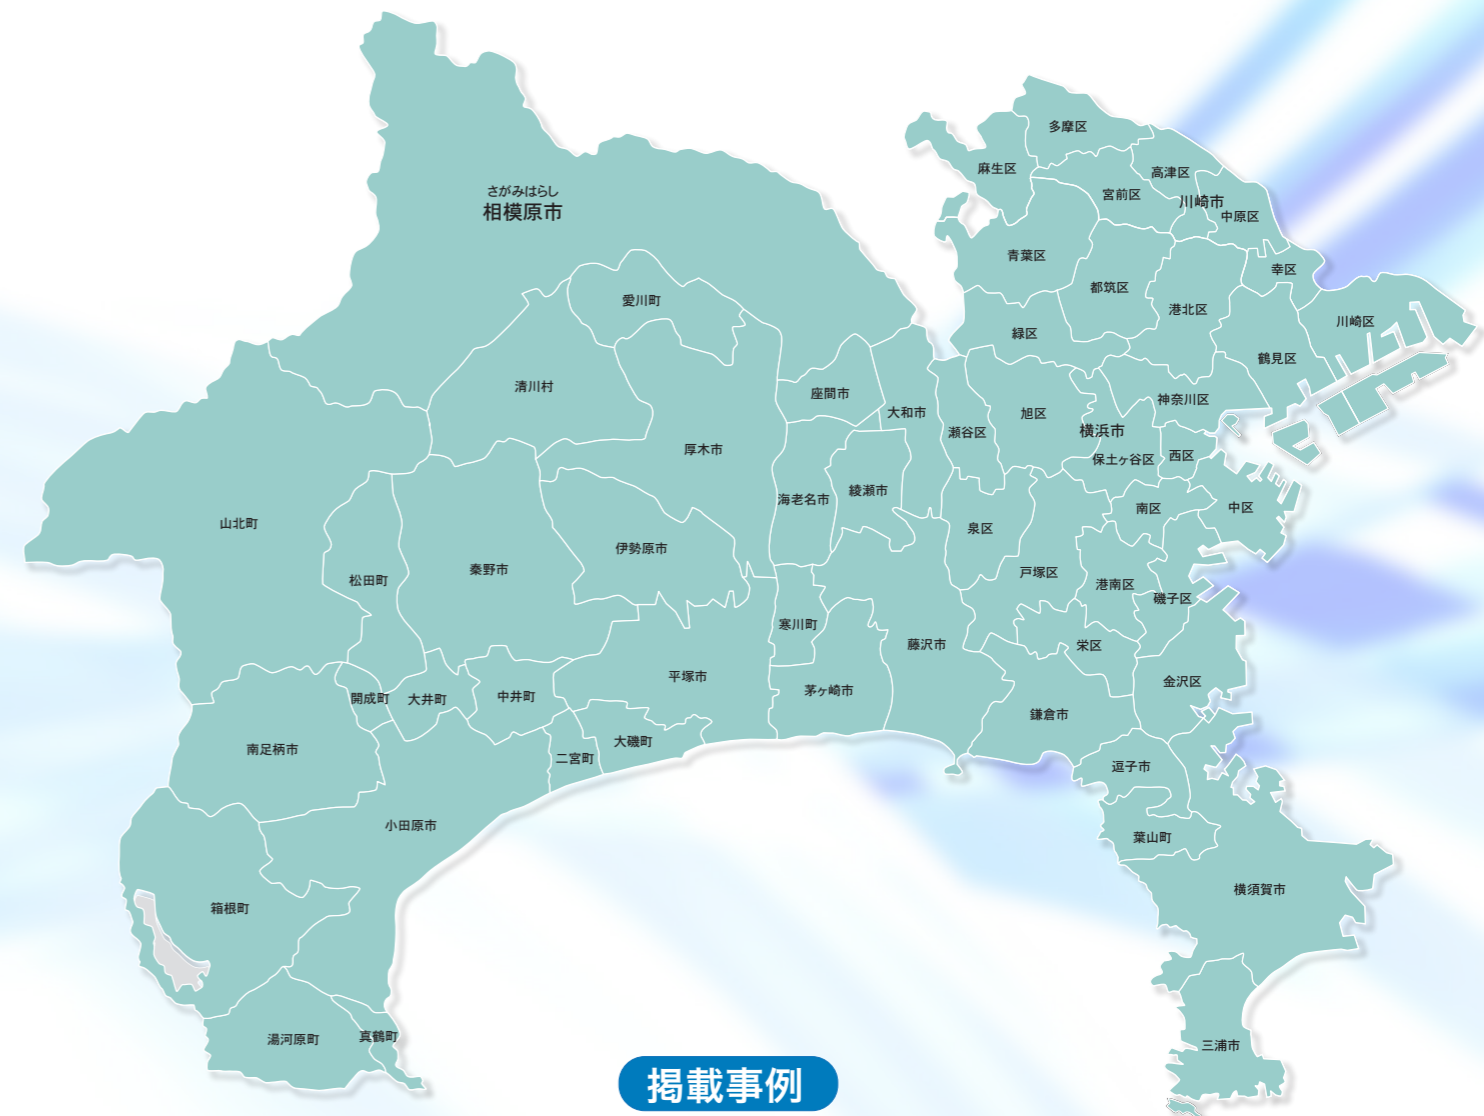 多摩区
麻生区
高津区
宮前区
川崎市
中原区
さがみはらし
相模原市
青葉区
幸区
都筑区
愛川町
港北区
川崎区
緑区
鶴見区
清川村
座間市
神奈川区
大和市
旭区
瀬谷区
横浜市
厚木市
保土ヶ谷区
西区
綾瀬市
海老名市
南区
中区
山北町
泉区
伊勢原市
秦野市
戸塚区
松田町
港南区
磯子区
寒川町
藤沢市
栄区
平塚市
金沢区
茅ヶ崎市
中井町
開成町
大井町
鎌倉市
大磯町
南足柄市
二宮町
逗子市
小田原市
葉山町
横須賀市
箱根町
真鶴町
湯河原町
三浦市
掲載事例